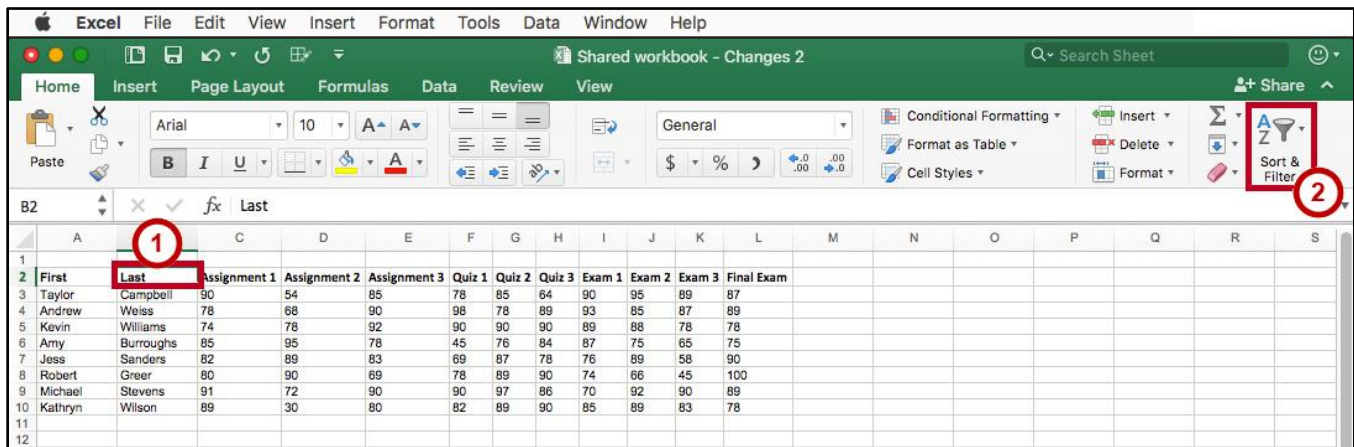 Excel File Edit View Insert Format Tools Data Window Help
Shared workbook - Changes 2
Search Sheet
Home Insert Page Layout Formulas Data Review View
Share
Paste
Arial
10
A A
General
Conditional Formatting
Insert
Format as Table
Delete
Cell Styles
Format
B I U
A
$ % )
.0 .00
.00 .0
Σ
A
Z
Sort &
Filter
2
B2
fx Last
1
A C D E F G H I J K L M N O P Q R S
1
2 First Last Assignment 1 Assignment 2 Assignment 3 Quiz 1 Quiz 2 Quiz 3 Exam 1 Exam 2 Exam 3 Final Exam
3 Taylor Campbell 90 54 85 78 85 64 90 95 89 87
4 Andrew Weiss 78 68 90 98 78 89 93 85 87 89
5 Kevin Williams 74 78 92 90 90 90 89 88 78 78
6 Amy Burroughs 85 95 78 45 76 84 87 75 65 75
7 Jess Sanders 82 89 83 69 87 78 76 89 58 90
8 Robert Greer 80 90 69 78 89 90 74 66 45 100
9 Michael Stevens 91 72 90 90 97 86 70 92 90 89
10 Kathryn Wilson 89 30 80 82 89 90 85 89 83 78
11
12